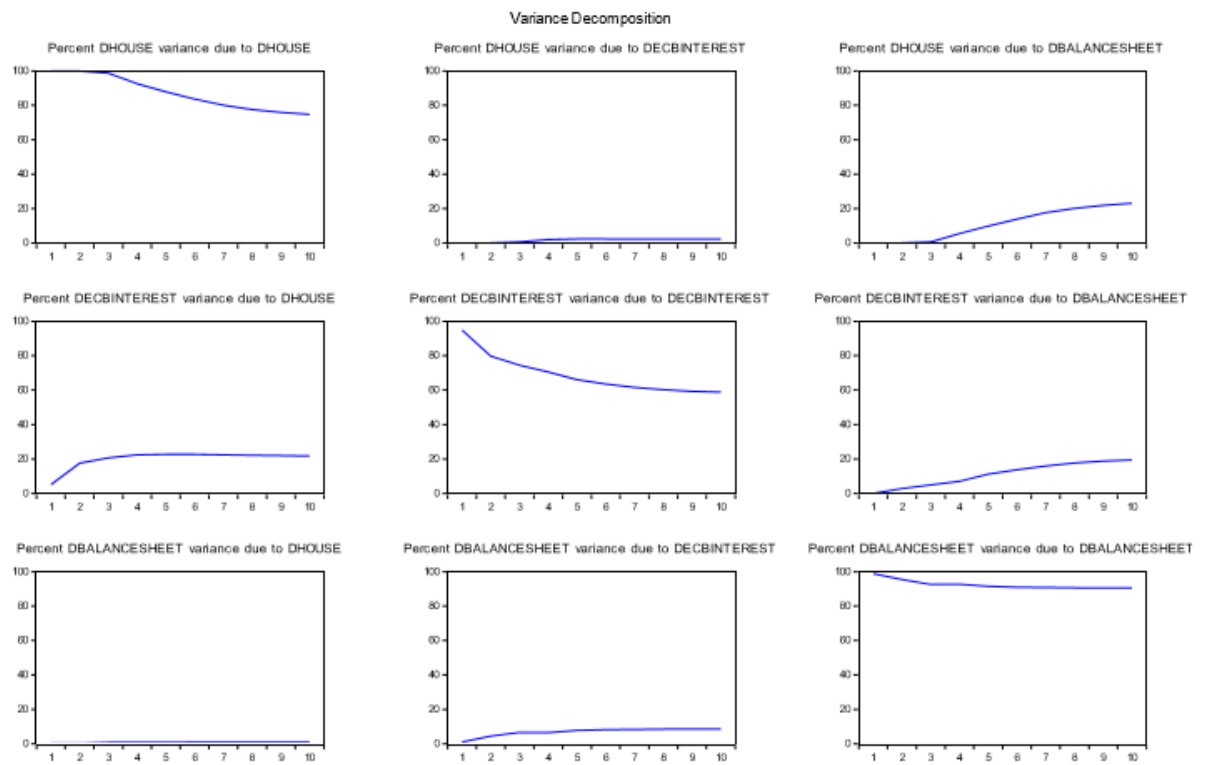 Variance Decomposition
Percent DHOUSE variance due to DHOUSE
100
80
60
40
20
0
1 2 3 4 5 6 7 8 9 10
Percent DHOUSE variance due to DECBINTEREST
100
80
60
40
20
0
1 2 3 4 5 6 7 8 9 10
Percent DHOUSE variance due to DBALANCESHEET
100
80
60
40
20
0
1 2 3 4 5 6 7 8 9 10
Percent DECBINTEREST variance due to DHOUSE
100
80
60
40
20
0
1 2 3 4 5 6 7 8 9 10
Percent DECBINTEREST variance due to DECBINTEREST
100
80
60
40
20
0
1 2 3 4 5 6 7 8 9 10
Percent DECBINTEREST variance due to DBALANCESHEET
100
80
60
40
20
0
1 2 3 4 5 6 7 8 9 10
Percent DBALANCESHEET variance due to DHOUSE
100
80
60
40
20
0
1 2 3 4 5 6 7 8 9 10
Percent DBALANCESHEET variance due to DECBINTEREST
100
80
60
40
20
0
1 2 3 4 5 6 7 8 9 10
Percent DBALANCESHEET variance due to DBALANCESHEET
100
80
60
40
20
0
1 2 3 4 5 6 7 8 9 10